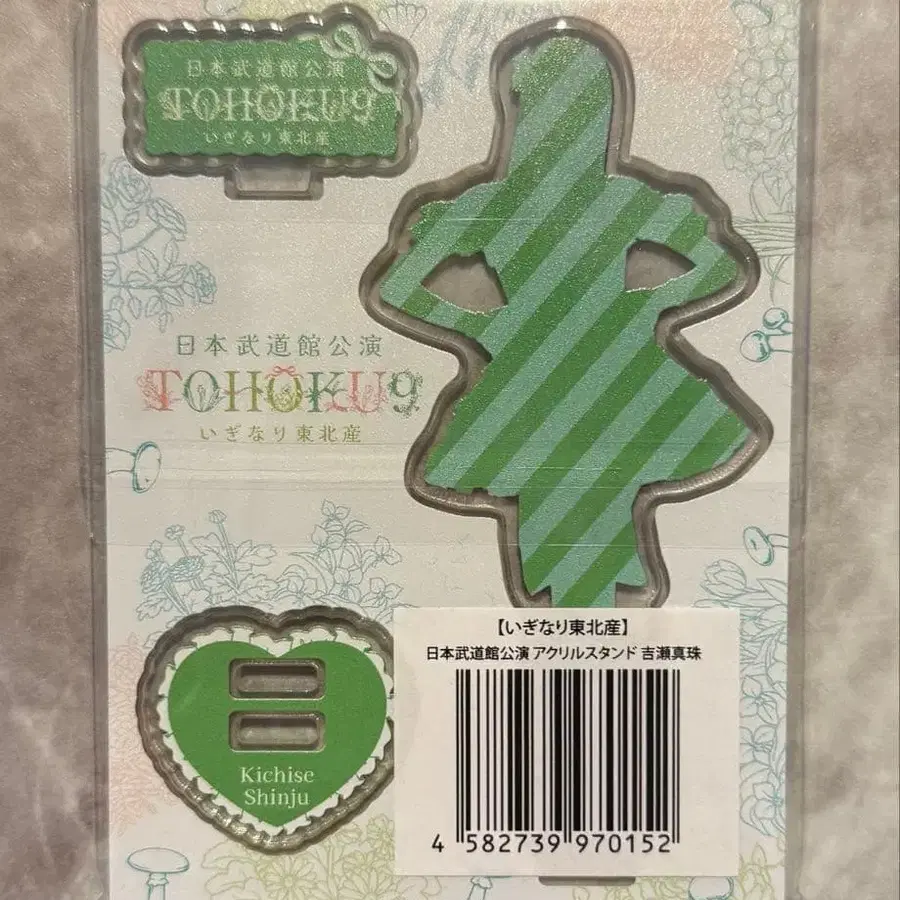 日本武道館公演
TOHOKU9
いぎなり東北産
日本武道館公演
TOHOKU9
いぎなり東北産
Kichise
Shinju
【いぎなり東北産】
日本武道館公演 アクリルスタンド 吉瀬真珠
4 582739 970152